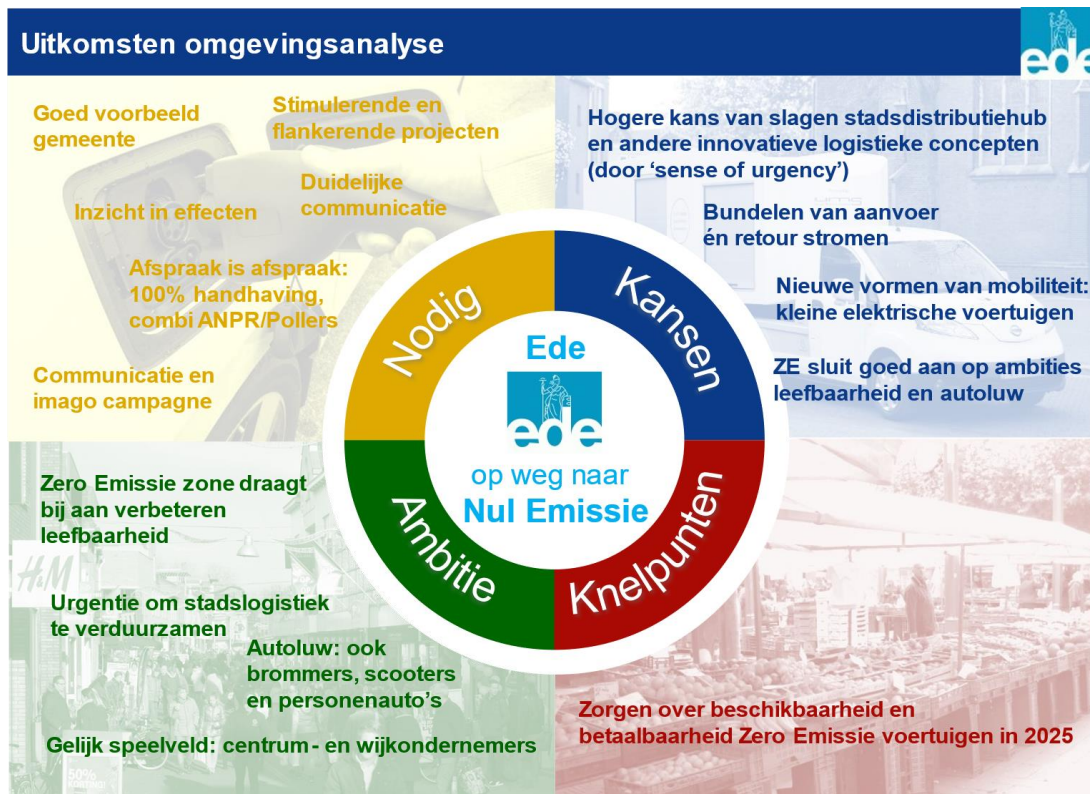 Uitkomsten omgevingsanalyse
ede
Goed voorbeeld
gemeente
Stimulerende en
flankerende projecten
Inzicht in effecten
Duidelijke
communicatie
Afspraak is afspraak:
100% handhaving,
combi ANPR/Pollers
Communicatie en
imago campagne
Hogere kans van slagen stadsdistributiehub
en andere innovatieve logistieke concepten
(door ‘sense of urgency’)
Bundelen van aanvoer
én retour stromen
Nieuwe vormen van mobiliteit:
kleine elektrische voertuigen
ZE sluit goed aan op ambities
leefbaarheid en autoluw
Nodig
Kansen
Ede
ede
op weg naar
Nul Emissie
Ambitie
Knelpunten
Zero Emissie zone draagt
bij aan verbeteren
leefbaarheid
H&M
Urgentie om stadslogistiek
te verduurzamen
Autoluw: ook
brommers, scooters
en personenauto’s
Gelijk speelveld: centrum - en wijkondernemers
50%
Zorgen over beschikbaarheid en
betaalbaarheid Zero Emissie voertuigen in 2025